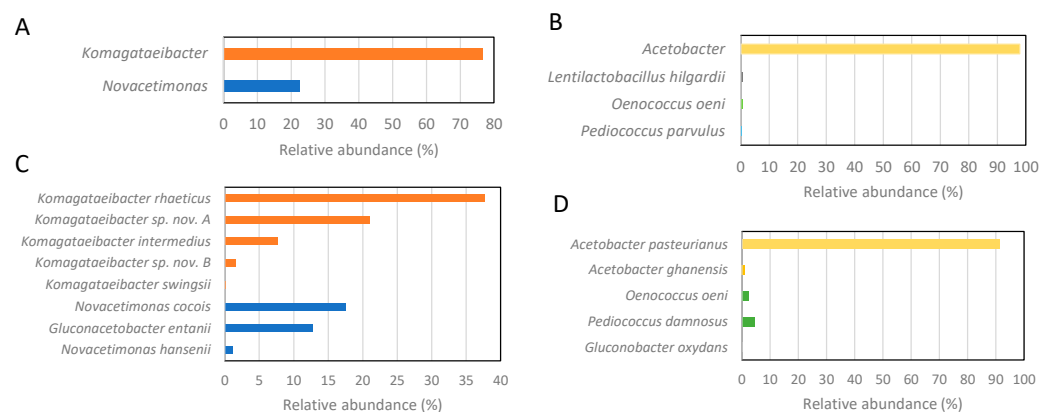 A
Komagataeibacter
Novacetimonas
0 10 20 30 40 50 60 70 80
Relative abundance (%)
B
Acetobacter
Lentilactobacillus hilgardii
Oenococcus oeni
Pediococcus parvulus
0 10 20 30 40 50 60 70 80 90 100
Relative abundance (%)
C
Komagataeibacter rhaeticus
Komagataeibacter sp. nov. A
Komagataeibacter intermedius
Komagataeibacter sp. nov. B
Komagataeibacter swingsii
Novacetimonas cocois
Gluconacetobacter entanii
Novacetimonas hansenii
0 5 10 15 20 25 30 35 40
Relative abundance (%)
D
Acetobacter pasteurianus
Acetobacter ghanensis
Oenococcus oeni
Pediococcus damnosus
Gluconobacter oxydans
0 10 20 30 40 50 60 70 80 90 100
Relative abundance (%)